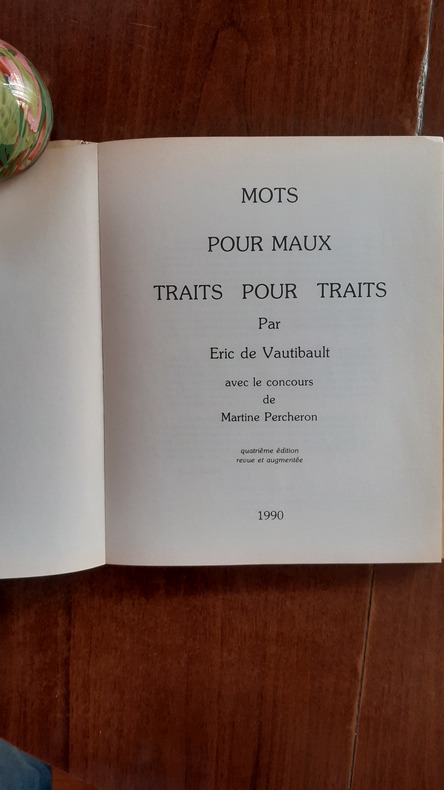 MOTS
POUR MAUX
TRAITS POUR TRAITS
Par
Eric de Vautibault
avec le concours
de
Martine Percheron
quatrième édition
revue et augmentée
1990